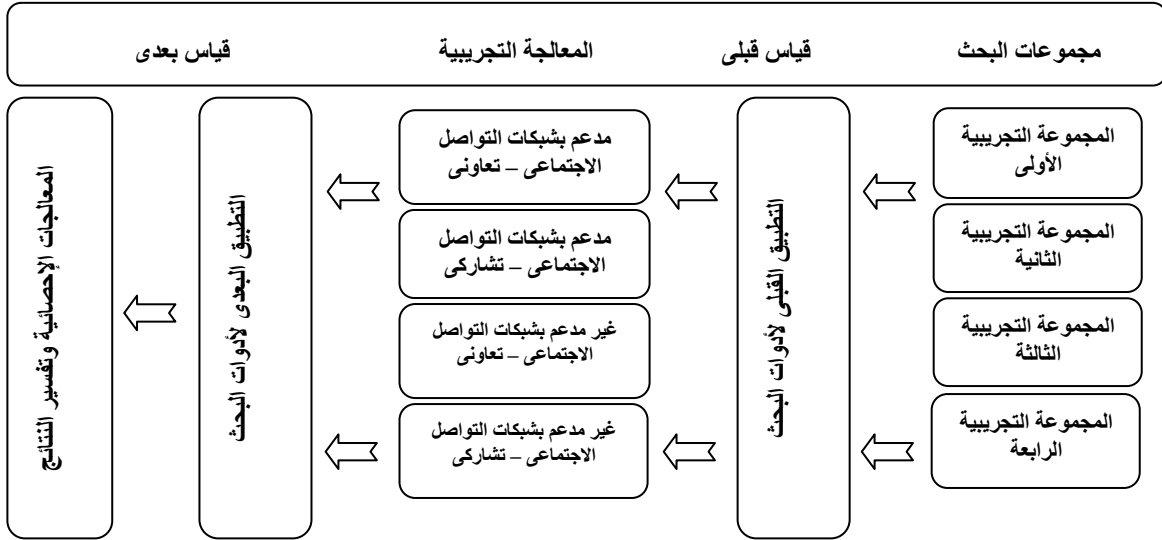 مجموعات البحث
قياس قبلى
المعالجة التجريبية
قياس بعدى
المجموعة التجريبية
الأولى
المجموعة التجريبية
الثانية
المجموعة التجريبية
الثالثة
المجموعة التجريبية
الرابعة
التطبيق القبلى لأدوات البحث
مدعم بشبكات التواصل
الاجتماعى – تعاونى
مدعم بشبكات التواصل
الاجتماعى – تشاركى
غير مدعم بشبكات التواصل
الاجتماعى – تعاونى
غير مدعم بشبكات التواصل
الاجتماعى – تشاركى
التطبيق البعدى لأدوات البحث
المعالجات الإحصائية وتفسير النتائج